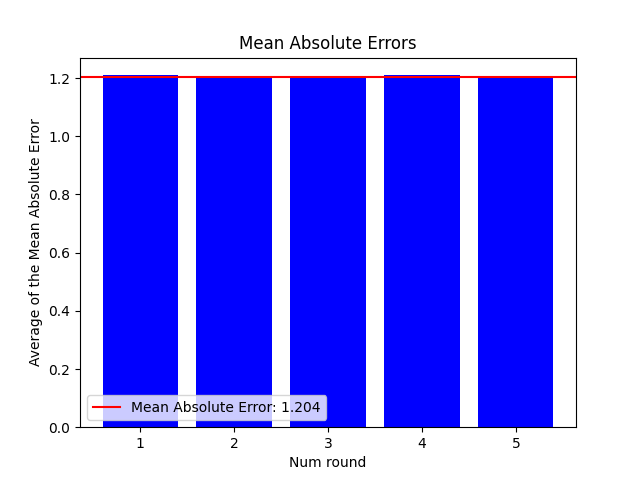 Mean Absolute Errors
Average of the Mean Absolute Error
1.2
1.0
0.8
0.6
0.4
0.2
0.0
Mean Absolute Error: 1.204
1 2 3 4 5
Num round